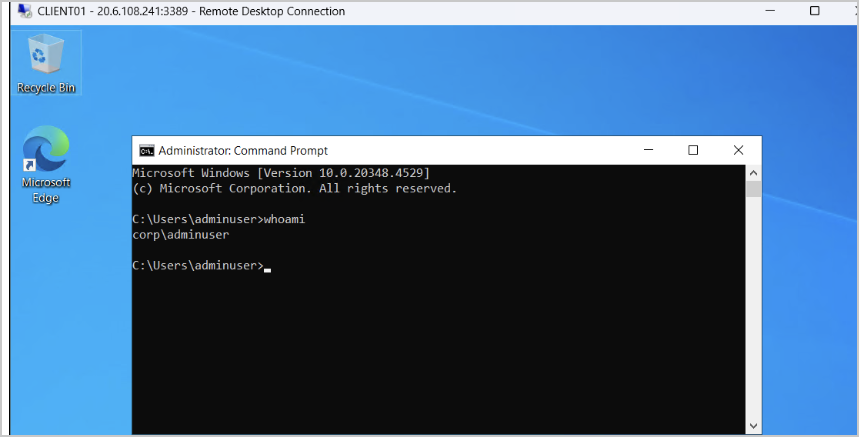 CLIENT01 - 20.6.108.241:3389 - Remote Desktop Connection
Recycle Bin
Microsoft
Edge
Administrator: Command Prompt
Microsoft Windows [Version 10.0.20348.4529]
(c) Microsoft Corporation. All rights reserved.
C:\Users\adminuser>whoami
corp\adminuser
C:\Users\adminuser>